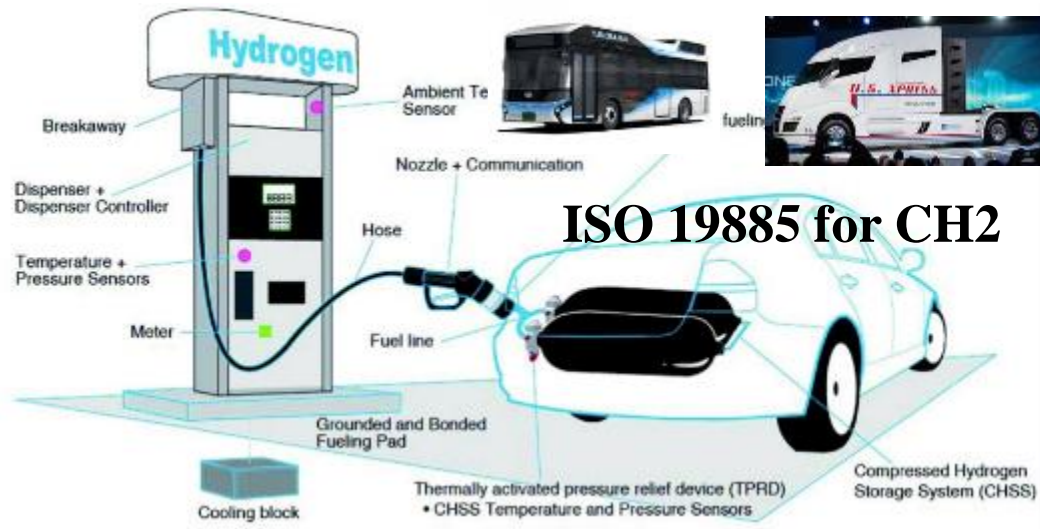 Hydrogen
Breakaway
Ambient Te
Sensor
fueling
U.S. XPRESS
Nozzle + Communication
Dispenser +
Dispenser Controller
ISO 19885 for CH2
Hose
Temperature +
Pressure Sensors
Meter
Fuel line
Grounded and Bonded
Fueling Pad
Cooling block
Thermally activated pressure relief device (TPRD)
• CHSS Temperature and Pressure Sensors
Compressed Hydrogen
Storage System (CHSS)